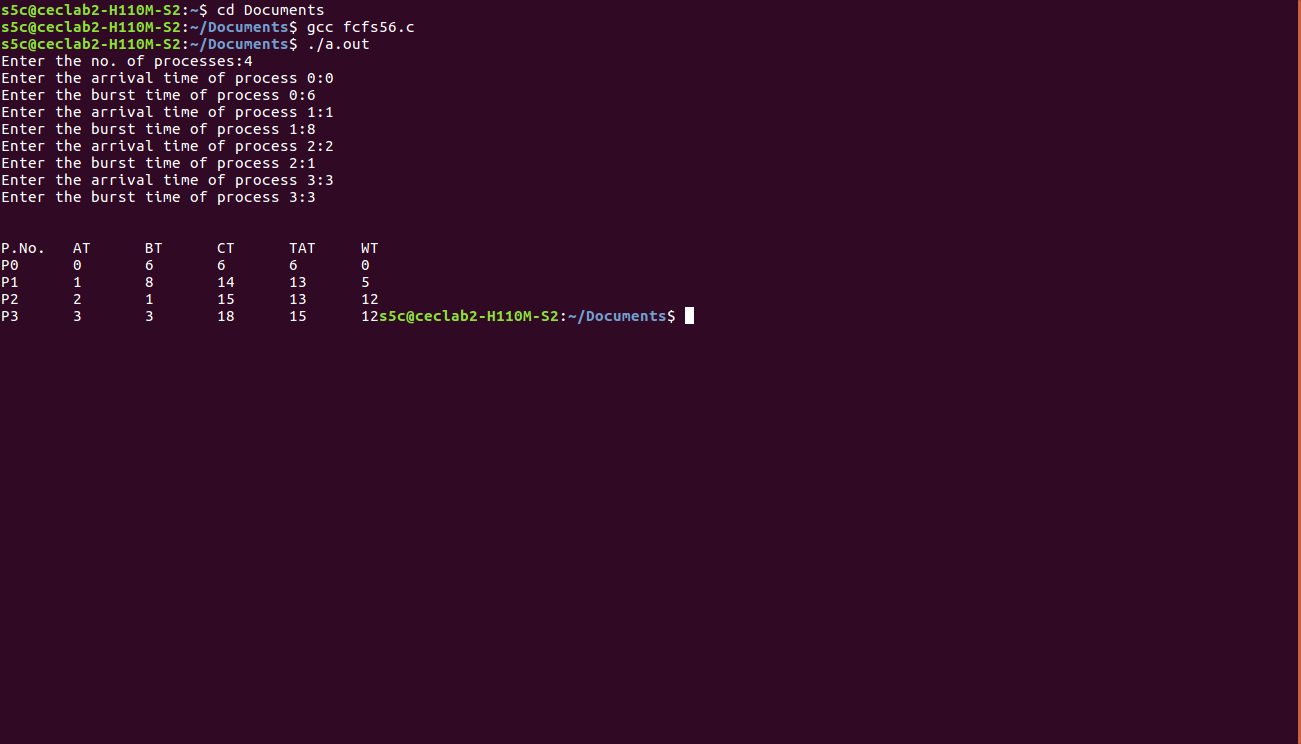 s5c@ceclab2-H110M-S2:~$ cd Documents
s5c@ceclab2-H110M-S2:~/Documents$ gcc fcfs56.c
s5c@ceclab2-H110M-S2:~/Documents$ ./a.out
Enter the no. of processes:4
Enter the arrival time of process 0:0
Enter the burst time of process 0:6
Enter the arrival time of process 1:1
Enter the burst time of process 1:8
Enter the arrival time of process 2:2
Enter the burst time of process 2:1
Enter the arrival time of process 3:3
Enter the burst time of process 3:3
P.No. AT BT CT TAT WT
P0 0 6 6 6 0
P1 1 8 14 13 5
P2 2 1 15 13 12
P3 3 3 18 15 12s5c@ceclab2-H110M-S2:~/Documents$